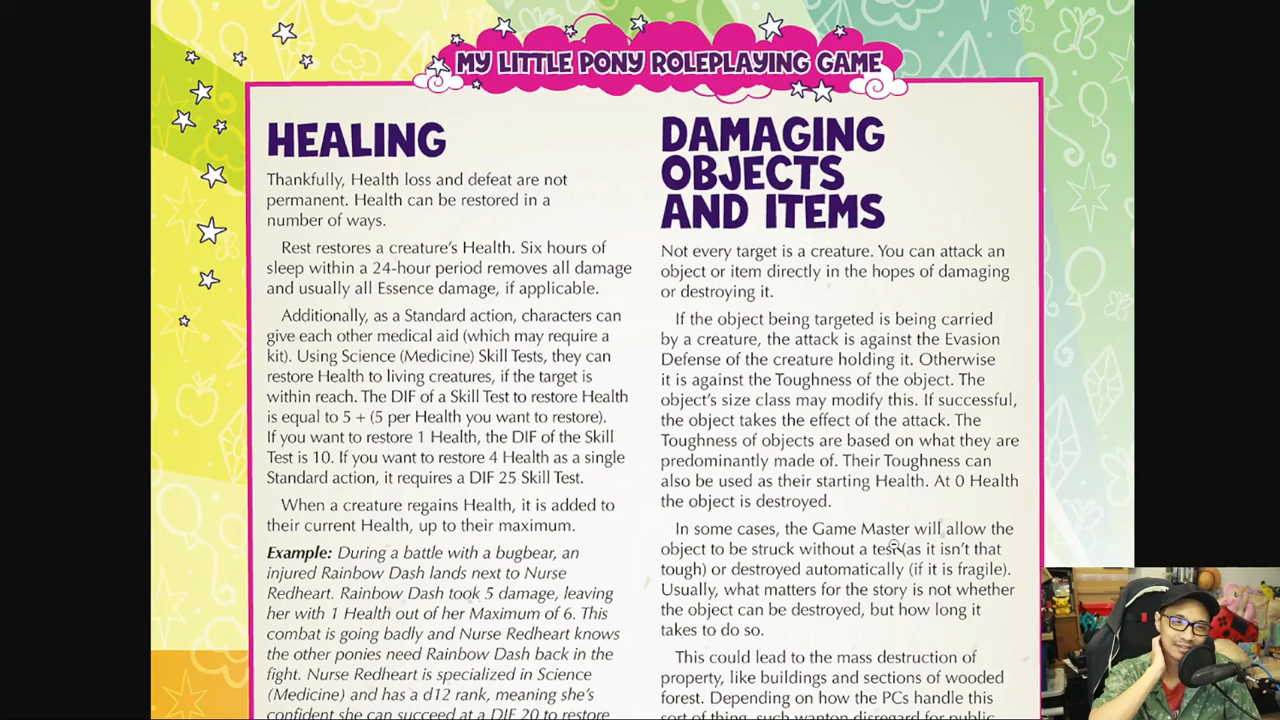 MY LITTLE PONY ROLEPLAYING GAME
HEALING
Thankfully, Health loss and defeat are not
permanent. Health can be restored in a
number of ways.
Rest restores a creature's Health. Six hours of
sleep within a 24-hour period removes all damage
and usually all Essence damage, if applicable.
Additionally, as a Standard action, characters can
give each other medical aid (which may require a
kit). Using Science (Medicine) Skill Tests, they can
restore Health to living creatures, if the target is
within reach. The DIF of a Skill Test to restore Health
is equal to 5 + (5 per Health you want to restore).
If you want to restore 1 Health, the DIF of the Skill
Test is 10. If you want to restore 4 Health as a single
Standard action, it requires a DIF 25 Skill Test.
When a creature regains Health, it is added to
their current Health, up to their maximum.
Example: During a battle with a bugbear, an
injured Rainbow Dash lands next to Nurse
Redheart. Rainbow Dash took 5 damage, leaving
her with 1 Health out of her Maximum of 6. This
combat is going badly and Nurse Redheart knows
the other ponies need Rainbow Dash back in the
fight. Nurse Redheart is specialized in Science
(Medicine) and has a d12 rank, meaning she's
confident she can succeed at a DIF 20 to restore
DAMAGING
OBJECTS
AND ITEMS
Not every target is a creature. You can attack an
object or item directly in the hopes of damaging
or destroying it.
If the object being targeted is being carried
by a creature, the attack is against the Evasion
Defense of the creature holding it. Otherwise
it is against the Toughness of the object. The
object's size class may modify this. If successful,
the object takes the effect of the attack. The
Toughness of objects are based on what they are
predominantly made of. Their Toughness can
also be used as their starting Health. At 0 Health
the object is destroyed.
In some cases, the Game Master will allow the
object to be struck without a test (as it isn't that
tough) or destroyed automatically (if it is fragile).
Usually, what matters for the story is not whether
the object can be destroyed, but how long it
takes to do so.
This could lead to the mass destruction of
property, like buildings and sections of wooded
forest. Depending on how the PCs handle this
sort of thing, such wanton disregard for public